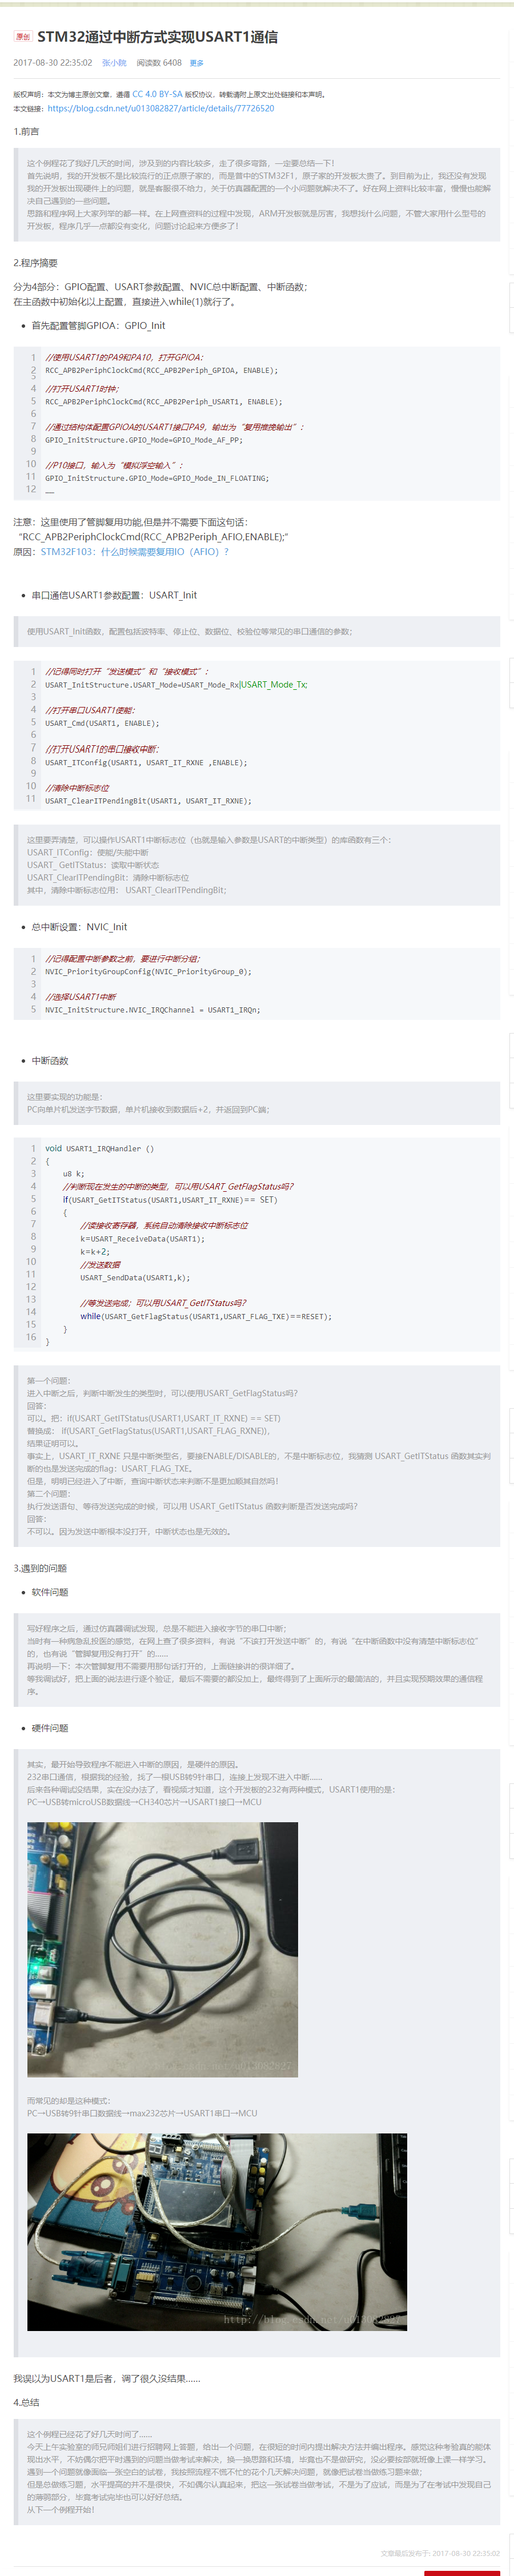 原创 STM32通过中断方式实现USART1通信
2017-08-30 22:35:02 张小院 阅读数 6408 更多
版权声明：本文为博主原创文章，遵循 CC 4.0 BY-SA 版权协议，转载请附上原文出处链接和本声明。
本文链接：https://blog.csdn.net/u013082827/article/details/77726520
1.前言
这个例程花了我好几天的时间，涉及到的内容比较多，走了很多弯路，一定要总结一下！
首先说明，我的开发板不是比较流行的正点原子家的，而是普中的STM32F1，原子家的开发板太贵了。到目前为止，我还没有发现
我的开发板出现硬件上的问题，就是客服很不给力，关于仿真器配置的一个小问题就解决不了。好在网上资料比较丰富，慢慢也能解
决自己遇到的一些问题。
思路和程序网上大家列举的都一样。在上网查资料的过程中发现，ARM开发板就是厉害，我想找什么问题，不管大家用什么型号的
开发板，程序几乎一点都没有变化，问题讨论起来方便多了！
2.程序摘要
分为4部分：GPIO配置、USART参数配置、NVIC总中断配置、中断函数；
在主函数中初始化以上配置，直接进入while(1)就行了。
首先配置管脚GPIOA：GPIO_Init
1 //使用USART1的PA9和PA10，打开GPIOA：
2 RCC_APB2PeriphClockCmd(RCC_APB2Periph_GPIOA, ENABLE);
3
4 //打开USART1时钟；
5 RCC_APB2PeriphClockCmd(RCC_APB2Periph_USART1, ENABLE);
6
7 //通过结构体配置GPIOA的USART1接口PA9，输出为“复用推挽输出”：
8 GPIO_InitStructure.GPIO_Mode=GPIO_Mode_AF_PP;
9
10 //P10接口，输入为“模拟浮空输入”：
11 GPIO_InitStructure.GPIO_Mode=GPIO_Mode_IN_FLOATING;
12 ……
注意：这里使用了管脚复用功能,但是并不需要下面这句话：
“RCC_APB2PeriphClockCmd(RCC_APB2Periph_AFIO,ENABLE);”
原因：STM32F103：什么时候需要复用IO（AFIO）？
串口通信USART1参数配置：USART_Init
使用USART_Init函数，配置包括波特率、停止位、数据位、校验位等常见的串口通信的参数；
1 //记得同时打开“发送模式”和“接收模式”：
2 USART_InitStructure.USART_Mode=USART_Mode_Rx|USART_Mode_Tx;
3
4 //打开串口USART1使能：
5 USART_Cmd(USART1, ENABLE);
6
7 //打开USART1的串口接收中断：
8 USART_ITConfig(USART1, USART_IT_RXNE ,ENABLE);
9
10 //清除中断标志位
11 USART_ClearITPendingBit(USART1, USART_IT_RXNE);
这里要弄清楚，可以操作USART1中断标志位（也就是输入参数是USART的中断类型）的库函数有三个：
USART_ITConfig：使能/失能中断
USART_ GetITStatus：读取中断状态
USART_ClearITPendingBit：清除中断标志位
其中，清除中断标志位用： USART_ClearITPendingBit；
总中断设置：NVIC_Init
1 //记得配置中断参数之前，要进行中断分组；
2 NVIC_PriorityGroupConfig(NVIC_PriorityGroup_0);
3
4 //选择USART1中断
5 NVIC_InitStructure.NVIC_IRQChannel = USART1_IRQn;
中断函数
这里要实现的功能是：
PC向单片机发送字节数据，单片机接收到数据后+2，并返回到PC端；
1 void USART1_IRQHandler ()
2 {
3 u8 k;
4 //判断现在发生的中断的类型，可以用USART_GetFlagStatus吗？
5 if(USART_GetITStatus(USART1,USART_IT_RXNE)== SET)
6 {
7 //读接收寄存器，系统自动清除接收中断标志位
8 k=USART_ReceiveData(USART1);
9 k=k+2;
10 //发送数据
11 USART_SendData(USART1,k);
12
13 //等发送完成；可以用USART_GetITStatus吗？
14 while(USART_GetFlagStatus(USART1,USART_FLAG_TXE)==RESET);
15 }
16 }
第一个问题：
进入中断之后，判断中断发生的类型时，可以使用USART_GetFlagStatus吗？
回答：
可以。把：if(USART_GetITStatus(USART1,USART_IT_RXNE) == SET)
替换成： if(USART_GetFlagStatus(USART1,USART_FLAG_RXNE))，
结果证明可以。
事实上，USART_IT_RXNE 只是中断类型名，要接ENABLE/DISABLE的，不是中断标志位，我猜测 USART_GetITStatus 函数其实判
断的也是发送完成的flag：USART_FLAG_TXE。
但是，明明已经进入了中断，查询中断状态来判断不是更加顺其自然吗！
第二个问题：
执行发送语句，等待发送完成的时候，可以用 USART_GetITStatus 函数判断是否发送完成吗？
回答：
不可以。因为发送中断根本没打开，中断状态也是无效的。
3.遇到的问题
软件问题
写好程序之后，通过仿真器调试发现，总是不能进入接收字节的串口中断；
当时有一种病急乱投医的感觉，在网上查了很多资料，有说“不该打开发送中断”的，有说“在中断函数中没有清楚中断标志位”
的，也有说“管脚复用没有打开”的……
再说明一下：本次管脚复用不需要用那句话打开的，上面链接讲的很详细了。
等我调试好，把上面的说法进行逐个验证，最后不需要的都没加上，最终得到了上面所示的最简洁的，并且实现预期效果的通信程
序。
硬件问题
其实，最开始导致程序不能进入中断的原因，是硬件的原因。
232串口通信，根据我的经验，找了一根USB转9针串口，连接上发现不进入中断……
后来各种调试没结果，实在没办法了，看视频才知道，这个开发板的232有两种模式，USART1使用的是：
PC→USB转microUSB数据线→CH340芯片→USART1接口→MCU
而常见的却是这种模式：
PC→USB转9针串口数据线→max232芯片→USART1串口→MCU
我误以为USART1是后者，调了很久没结果……
4.总结
这个例程已经花了好几天时间了……
今天上午实验室的师兄师姐们进行招聘网上答题，给出一个问题，在很短的时间内提出解决方法并编出程序。感觉这种考验真的能体
现出水平，不妨偶尔把平时遇到的问题当做考试来解决，换一换思路和环境，毕竟也不是做研究，没必要按部就班像上课一样学习。
遇到一个问题就像面临一张空白的试卷，我按照流程不慌不忙的花个几天解决问题，就像把试卷当做练习题来做；
但是总做练习题，水平提高的并不是很快，不如偶尔认真起来，把这一张试卷当做考试，不是为了应试，而是为了在考试中发现自己
的薄弱部分，毕竟考试完毕也可以好好总结。
从下一个例程开始！
文章最后发布于: 2017-08-30 22:35:02